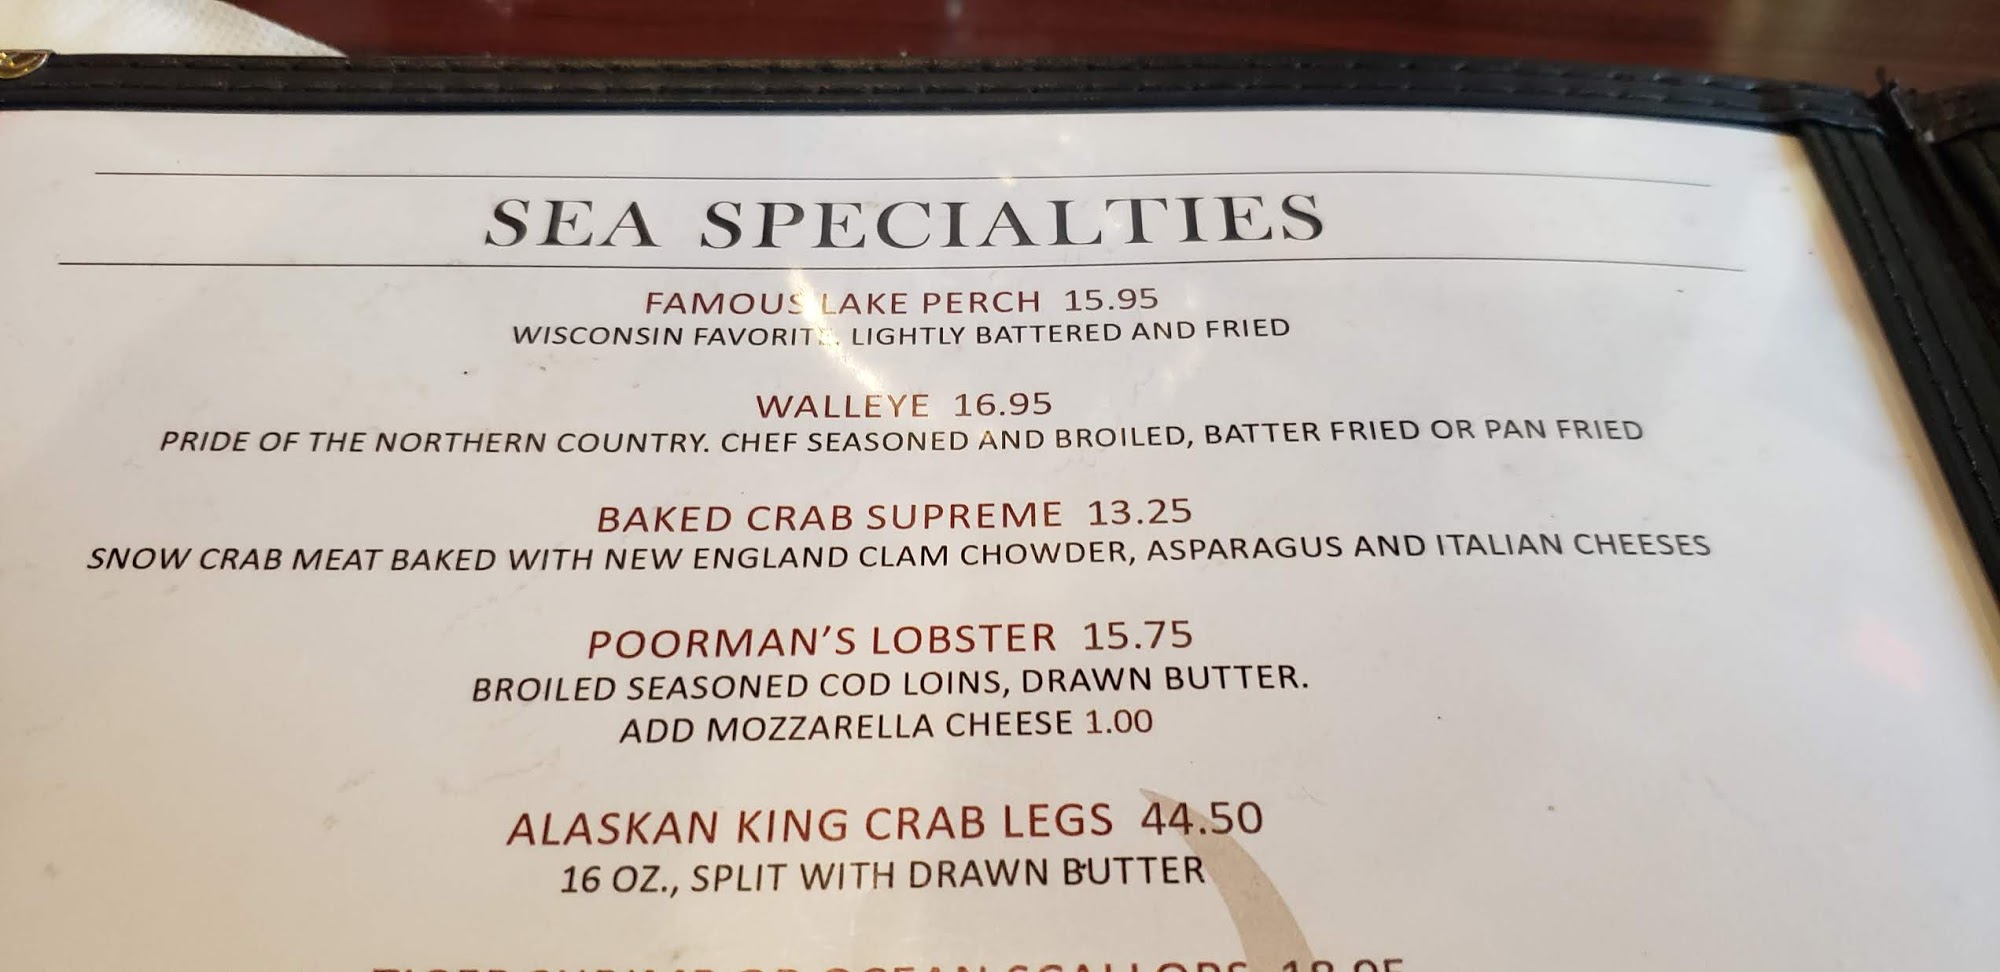 SEA SPECIALTIES
FAMOUS LAKE PERCH 15.95
WISCONSIN FAVORITE. LIGHTLY BATTERED AND FRIED
WALLEYE 16.95
PRIDE OF THE NORTHERN COUNTRY. CHEF SEASONED AND BROILED, BATTER FRIED OR PAN FRIED
BAKED CRAB SUPREME 13.25
SNOW CRAB MEAT BAKED WITH NEW ENGLAND CLAM CHOWDER, ASPARAGUS AND ITALIAN CHEESES
POORMAN'S LOBSTER 15.75
BROILED SEASONED COD LOINS, DRAWN BUTTER.
ADD MOZZARELLA CHEESE 1.00
ALASKAN KING CRAB LEGS 44.50
16 OZ., SPLIT WITH DRAWN BUTTER